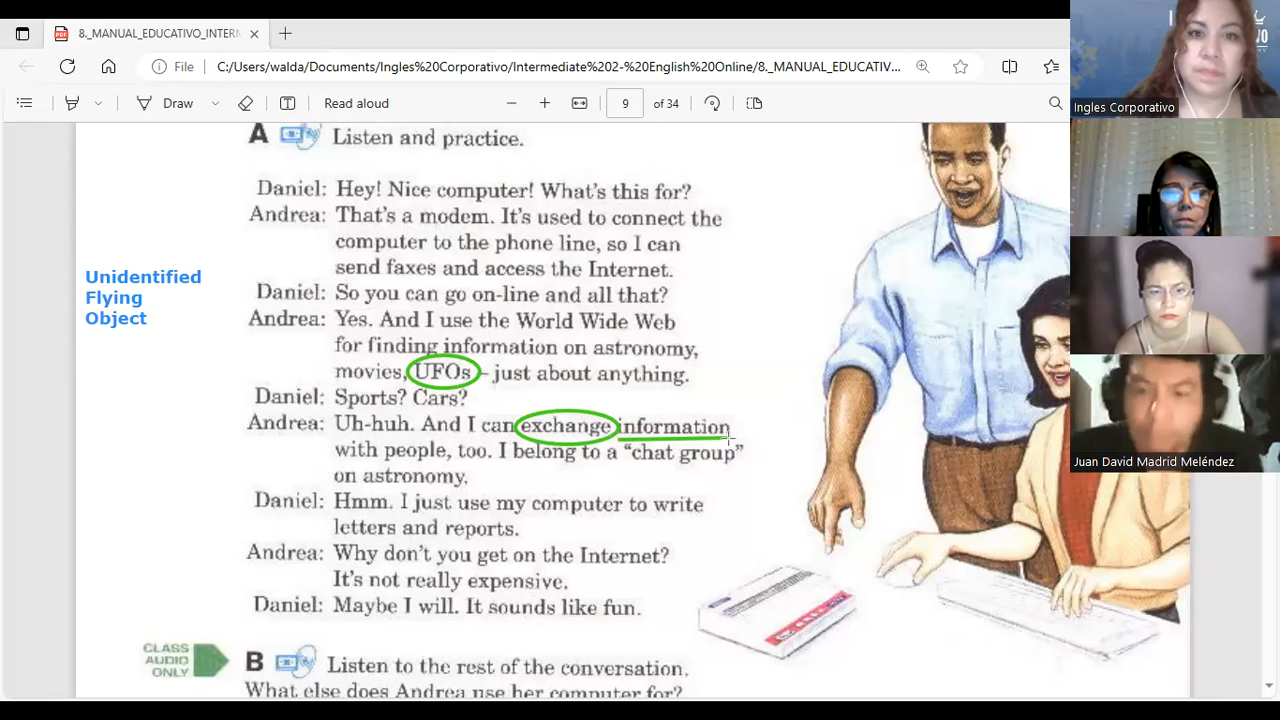 8._MANUAL_EDUCATIVO_INTERN
File
C:/Users/walda/Documents/Ingles%20Corporativo/Intermediate%202-%20English%20Online/8._MANUAL_EDUCATIV...
Draw
Read aloud
9
of 34
A Listen and practice.
Daniel: Hey! Nice computer! What's this for?
Andrea: That's a modem. It's used to connect the
computer to the phone line, so I can
send faxes and access the Internet.
Daniel: So you can go on-line and all that?
Andrea: Yes. And I use the World Wide Web
for finding information on astronomy,
movies, UFOs – just about anything.
Daniel: Sports? Cars?
Andrea: Uh-huh. And I can exchange information
with people, too. I belong to a "chat group"
on astronomy.
Daniel: Hmm. I just use my computer to write
letters and reports.
Andrea: Why don't you get on the Internet?
It's not really expensive.
Daniel: Maybe I will. It sounds like fun.
Unidentified
Flying
Object
CLASS
AUDIO
ONLY
B Listen to the rest of the conversation.
What else does Andrea use her computer for?
Ingles Corporativo
Juan David Madrid Meléndez